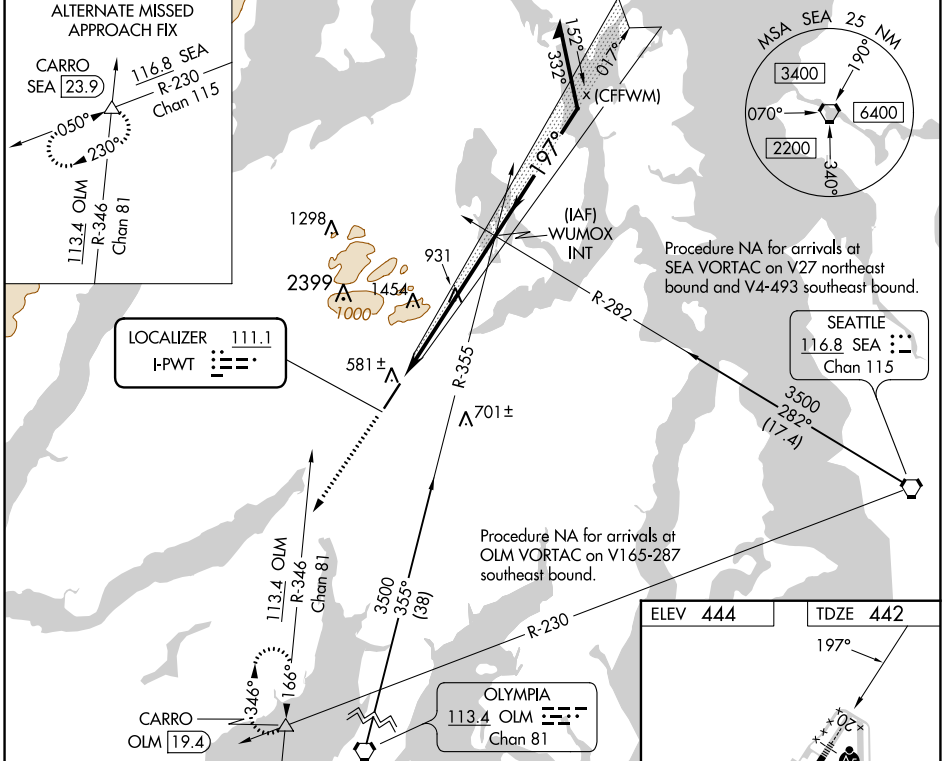 ALTERNATE MISSED
APPROACH FIX
CARRO
SEA 23.9
116.8 SEA
R-230
Chan 115
050°
230°
113.4 OLM
R-346
Chan 81
152°
332°
017°
(CFFWM)
197°
MSA SEA 25 NM
190°
3400
070°
6400
2200
340°
1298
2399
1454
1000
931
(IAF)
WUMOX
INT
Procedure NA for arrivals at
SEA VORTAC on V27 northeast
bound and V4-493 southeast bound.
R-282
LOCALIZER 111.1
I-PWT
581±
R-355
701±
SEATTLE
116.8 SEA
Chan 115
3500
282°
(17.4)
Procedure NA for arrivals at
OLM VORTAC on V165-287
southeast bound.
113.4 OLM
R-346
Chan 81
3500
355°
(38)
R-230
346°
166°
CARRO
OLM 19.4
OLYMPIA
113.4 OLM
Chan 81
ELEV 444
TDZE 442
197°
20